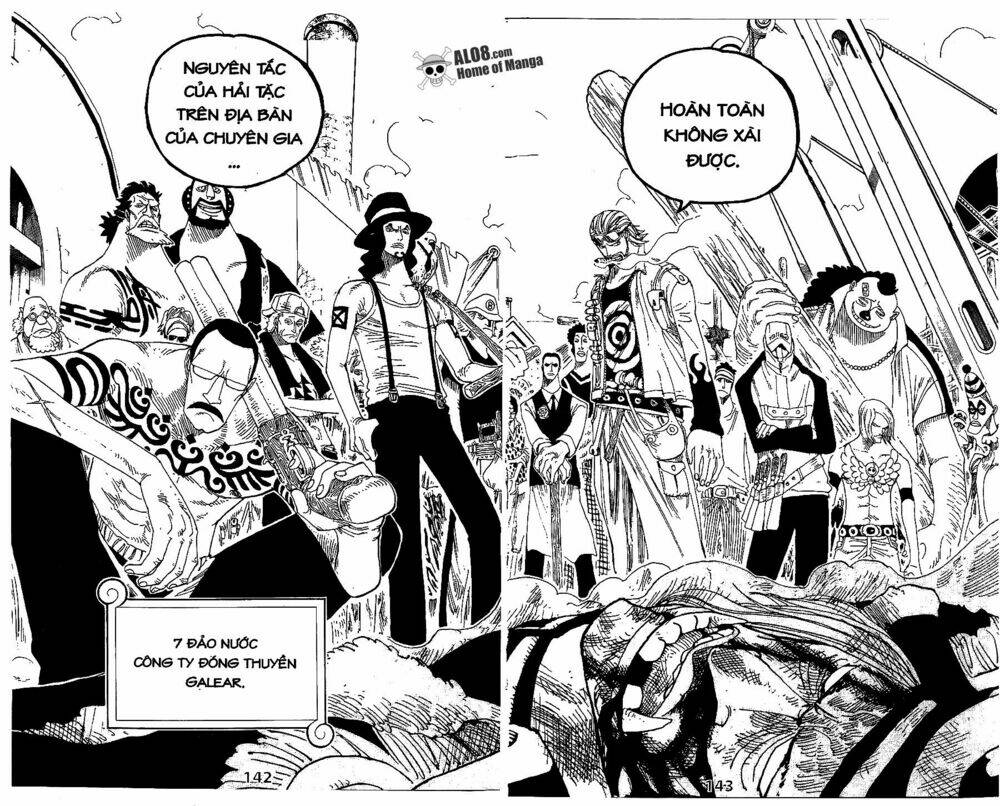 NGUYÊN TẮC
CỦA HẢI TẶC
TRÊN ĐỊA BÀN
CỦA CHUYÊN GIA
...
AL08.com
Home of Manga
HOÀN TOÀN
KHÔNG XÀI
ĐƯỢC.
7 ĐẢO NƯỚC
CÔNG TY ĐÓNG THUYỀN
GALEAR.
142
143